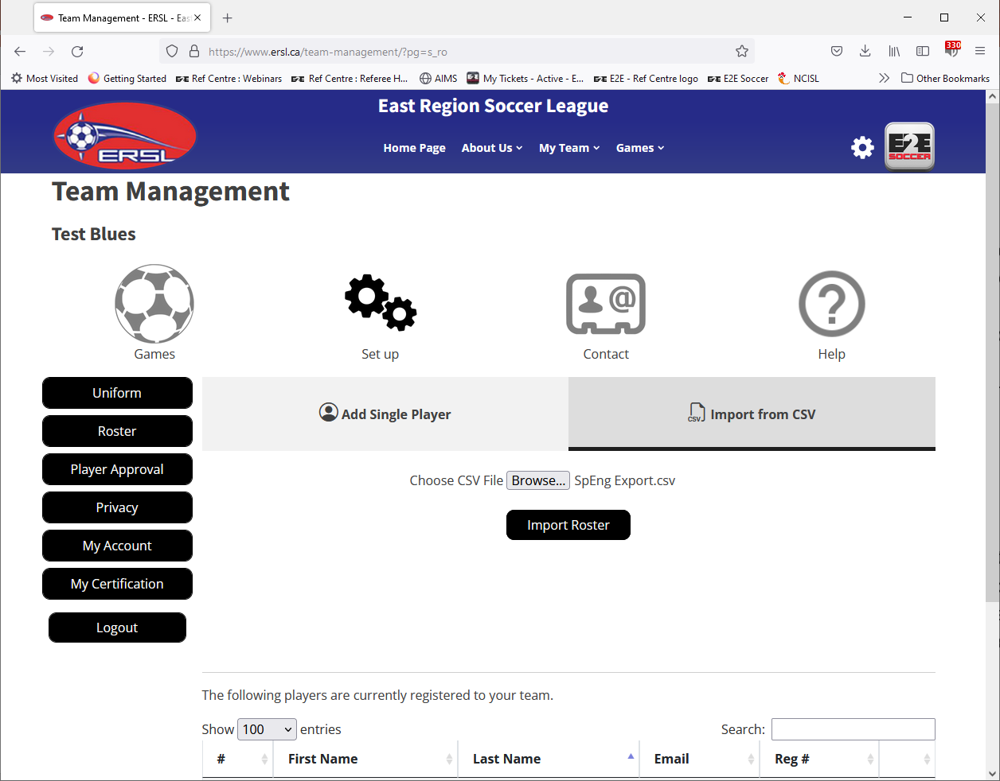 Team Management - ERSL - Eas
https://www.ersl.ca/team-management/?pg=s_ro
330
Most Visited
Getting Started
E2E Ref Centre : Webinars
E2E Ref Centre : Referee H...
AIMS
E2E My Tickets - Active - E...
E2E E2E - Ref Centre logo
E2E E2E Soccer
NCISL
Other Bookmarks
ERSL
East Region Soccer League
Home Page
About Us
My Team
Games
E2E
SOCCER
Team Management
Test Blues
Games
Set up
@
Contact
?
Help
Uniform
Roster
Player Approval
Privacy
My Account
My Certification
Logout
Add Single Player
CSV Import from CSV
Choose CSV File Browse... SpEng Export.csv
Import Roster
The following players are currently registered to your team.
Show 100 entries
Search:
# First Name Last Name Email Reg #